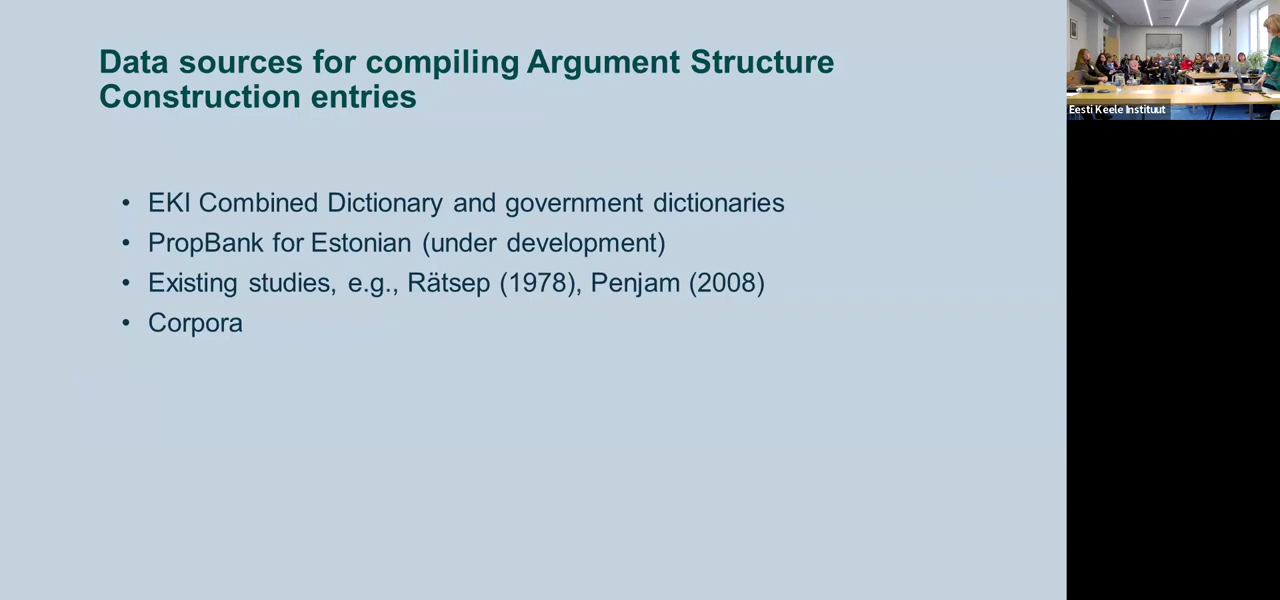 Data sources for compiling Argument Structure
Construction entries
• EKI Combined Dictionary and government dictionaries
• PropBank for Estonian (under development)
• Existing studies, e.g., Rätsep (1978), Penjam (2008)
• Corpora
Eesti Keele Instituut